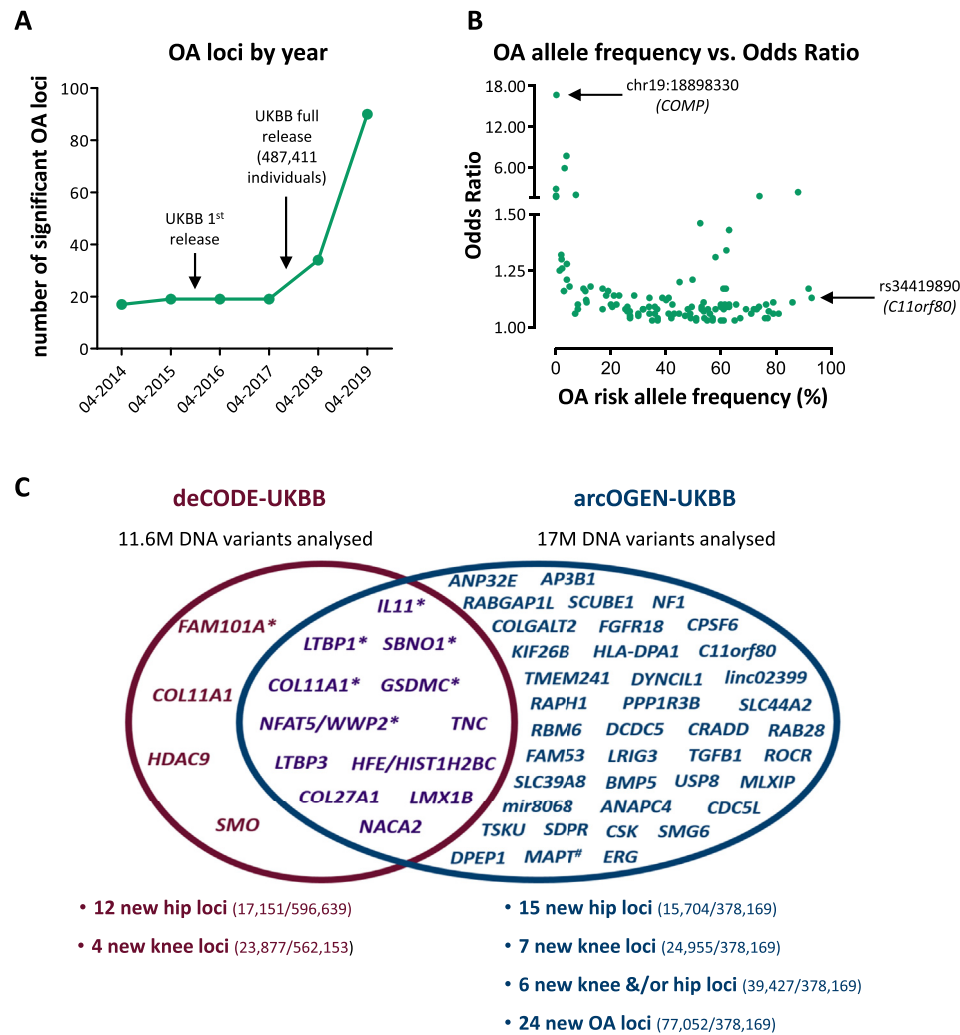 A
OA loci by year
number of significant OA loci
100
80
60
40
20
0
UKBB 1st
release
UKBB full
release
(487,411
individuals)
04-2014
04-2015
04-2016
04-2017
04-2018
04-2019
B
OA allele frequency vs. Odds Ratio
Odds Ratio
18.00
12.00
6.00
1.50
1.25
1.00
chr19:18898330
(COMP)
rs34419890
(C11orf80)
0 20 40 60 80 100
OA risk allele frequency (%)
C
deCODE-UKBB
11.6M DNA variants analysed
arcOGEN-UKBB
17M DNA variants analysed
FAM101A*
COL11A1
HDAC9
SMO
IL11*
LTBP1* SBNO1*
COL11A1* GSDMC*
NFAT5/WWP2* TNC
LTBP3 HFE/HIST1H2BC
COL27A1 LMX1B
NACA2
ANP32E AP3B1
RABGAP1L SCUBE1 NF1
COLGALT2 FGFR18 CPSF6
KIF26B HLA-DPA1 C11orf80
TMEM241 DYNCIL1 linc02399
RAPH1 PPP1R3B SLC44A2
RBM6 DCDC5 CRADD RAB28
FAM53 LRIG3 TGFB1 ROCR
SLC39A8 BMP5 USP8 MLXIP
mir8068 ANAPC4 CDC5L
TSKU SDPR CSK SMG6
DPEP1 MAPT# ERG
• 12 new hip loci (17,151/596,639)
• 4 new knee loci (23,877/562,153)
• 15 new hip loci (15,704/378,169)
• 7 new knee loci (24,955/378,169)
• 6 new knee &/or hip loci (39,427/378,169)
• 24 new OA loci (77,052/378,169)